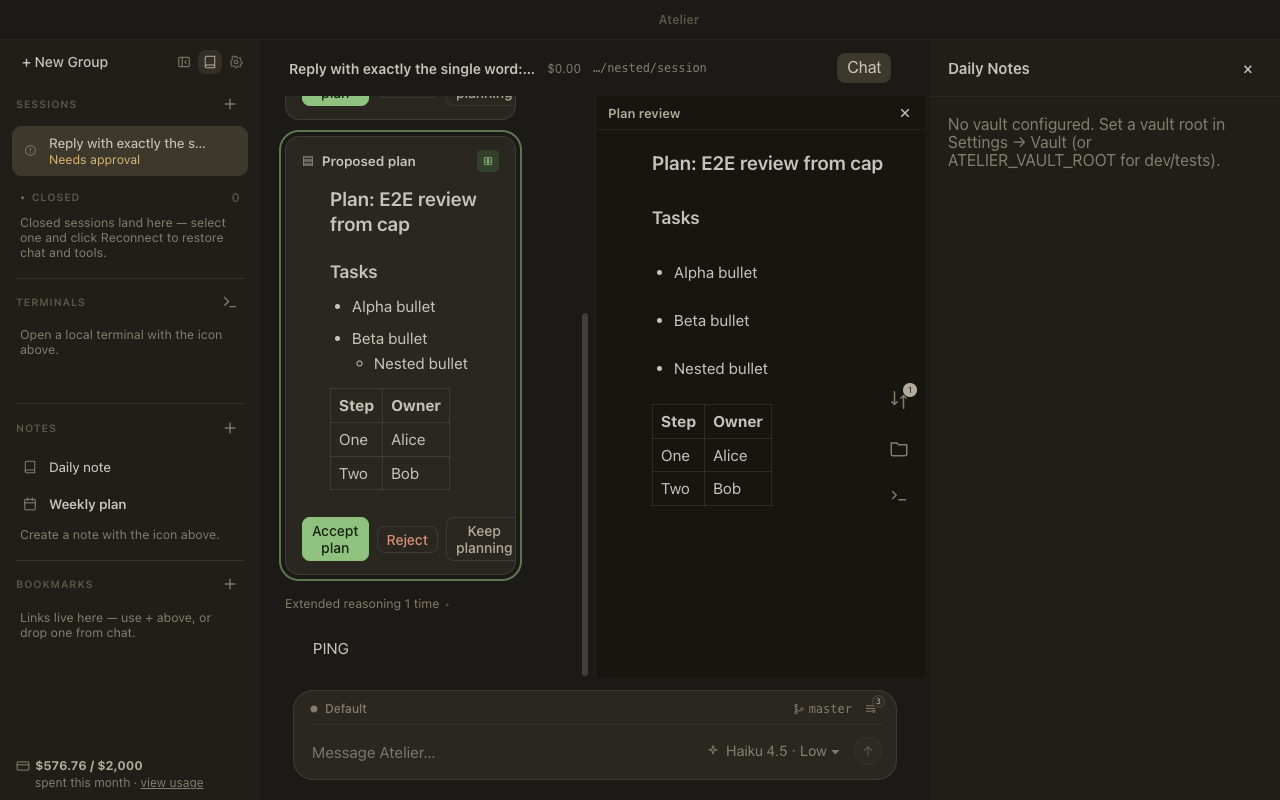 Atelier
+ New Group
SESSIONS
Reply with exactly the s...
Needs approval
CLOSED
0
Closed sessions land here — select
one and click Reconnect to restore
chat and tools.
TERMINALS
Open a local terminal with the icon
above.
NOTES
Daily note
Weekly plan
Create a note with the icon above.
BOOKMARKS
Links live here — use + above, or
drop one from chat.
$576.76 / $2,000
spent this month · view usage
Reply with exactly the single word:...
$0.00
…/nested/session
Chat
plan
planning
Proposed plan
Plan: E2E review
from cap
Tasks
• Alpha bullet
• Beta bullet
◦ Nested bullet
Step Owner
One Alice
Two Bob
Accept
plan
Reject
Keep
planning
Extended reasoning 1 time
PING
Plan review
Plan: E2E review from cap
Tasks
• Alpha bullet
• Beta bullet
• Nested bullet
Step Owner
One Alice
Two Bob
1
Default
master
3
Message Atelier...
Haiku 4.5 · Low
Daily Notes
No vault configured. Set a vault root in
Settings → Vault (or
ATELIER_VAULT_ROOT for dev/tests).